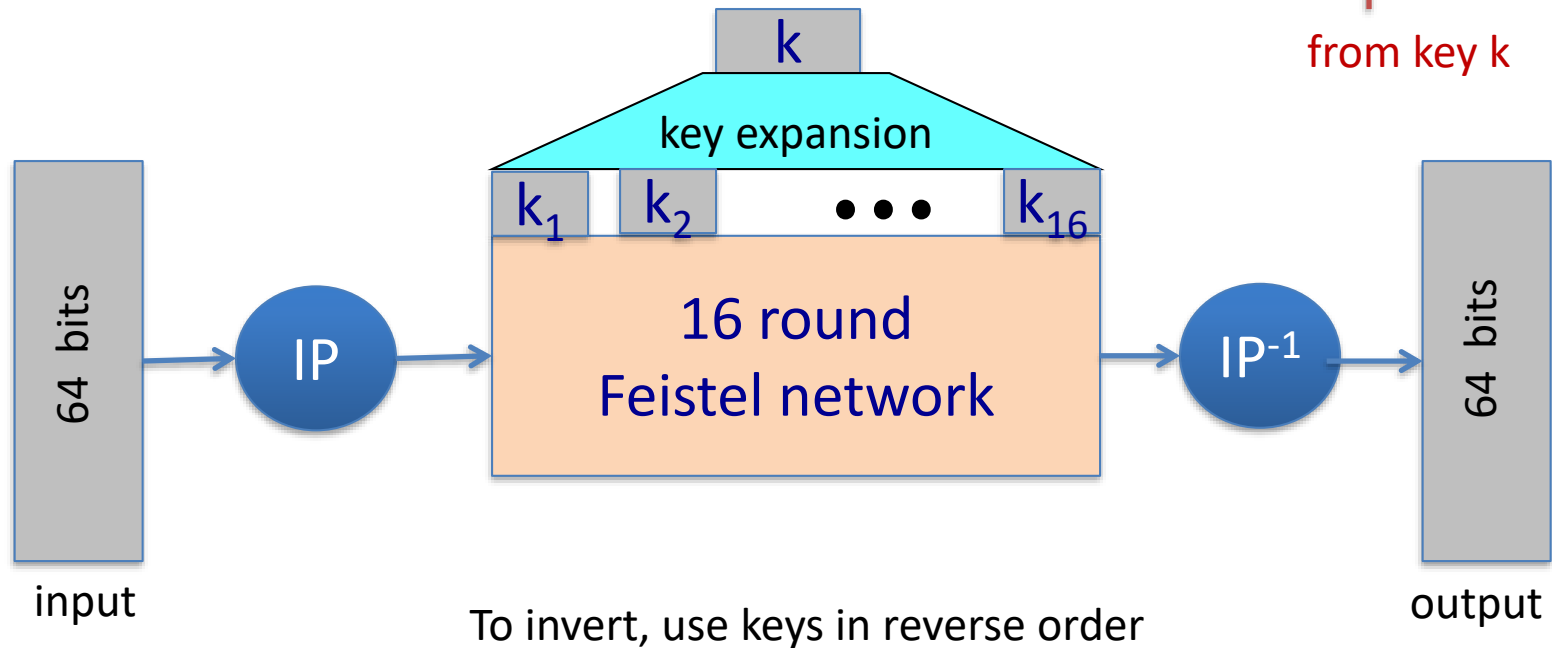 k
from key k
key expansion
k₁ k₂ ••• k₁₆
64 bits
IP
16 round
Feistel network
IP⁻¹
64 bits
input
To invert, use keys in reverse order
output